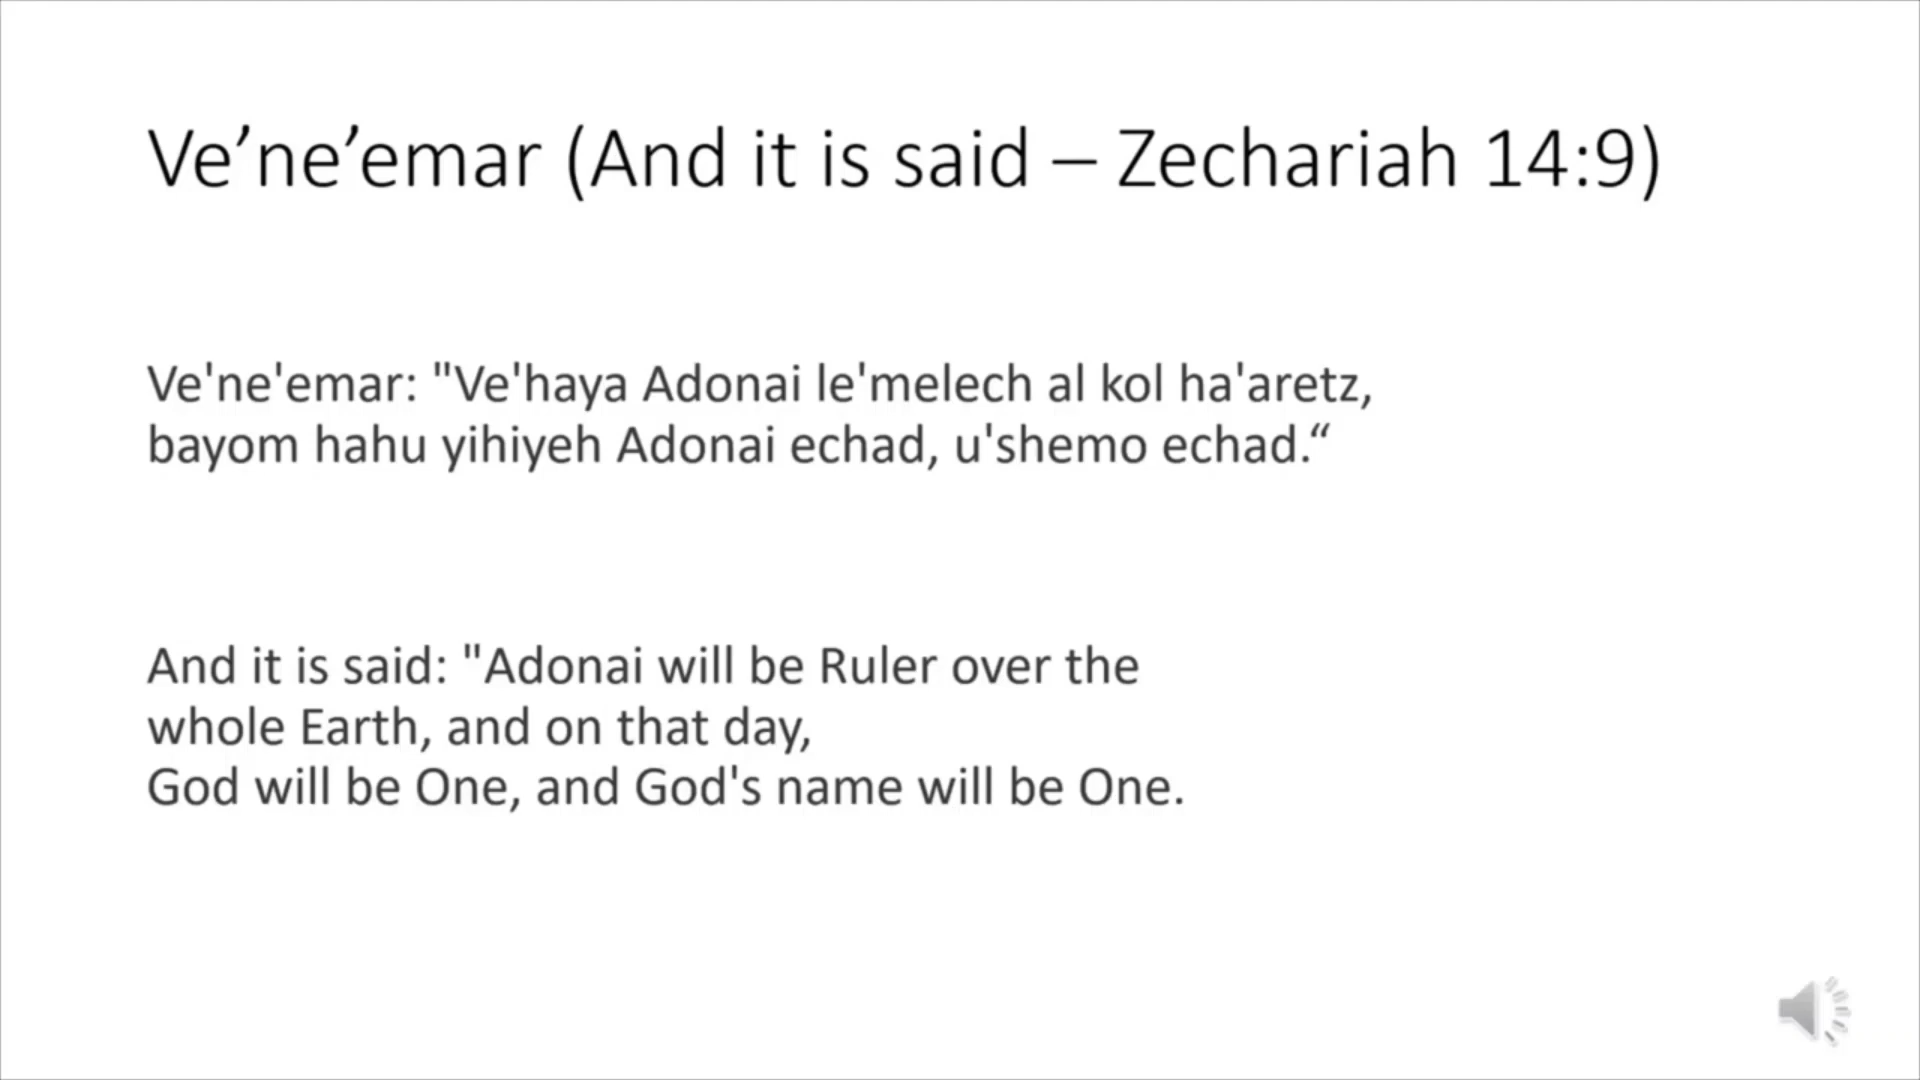 Ve’ne’emar (And it is said – Zechariah 14:9)
Ve'ne'emar: "Ve'haya Adonai le'melech al kol ha'aretz,
bayom hahu yihiyeh Adonai echad, u'shemo echad.“
And it is said: "Adonai will be Ruler over the
whole Earth, and on that day,
God will be One, and God's name will be One.